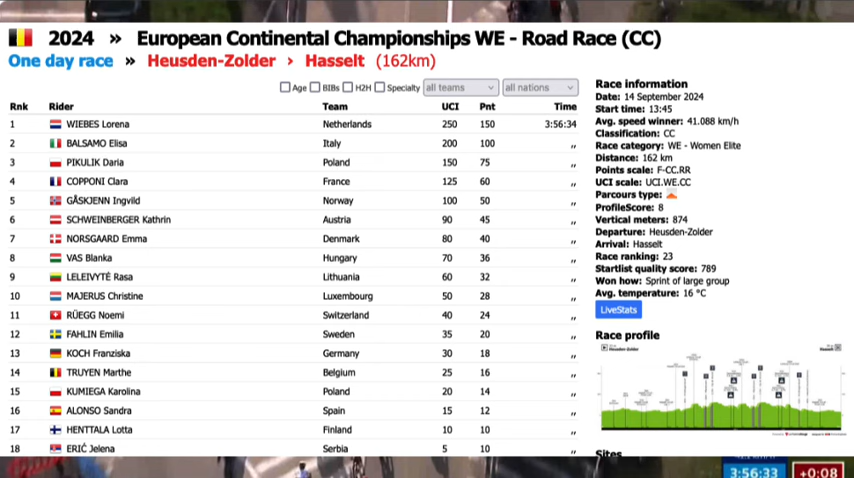 2024 » European Continental Championships WE - Road Race (CC)
One day race » Heusden-Zolder › Hasselt (162km)
Age BIBs H2H Specialty all teams all nations
Rnk Rider Team UCI Pnt Time
1 WIEBES Lorena Netherlands 250 150 3:56:34
2 BALSAMO Elisa Italy 200 100 ,,
3 PIKULIK Daria Poland 150 75 ,,
4 COPPONI Clara France 125 60 ,,
5 GÅSKJENN Ingvild Norway 100 50 ,,
6 SCHWEINBERGER Kathrin Austria 90 45 ,,
7 NORSGAARD Emma Denmark 80 40 ,,
8 VAS Blanka Hungary 70 36 ,,
9 LELEIVYTĖ Rasa Lithuania 60 32 ,,
10 MAJERUS Christine Luxembourg 50 28 ,,
11 RÜEGG Noemi Switzerland 40 24 ,,
12 FAHLIN Emilia Sweden 35 20 ,,
13 KOCH Franziska Germany 30 18 ,,
14 TRUYEN Marthe Belgium 25 16 ,,
15 KUMIEGA Karolina Poland 20 14 ,,
16 ALONSO Sandra Spain 15 12 ,,
17 HENTTALA Lotta Finland 10 10 ,,
18 ERIĆ Jelena Serbia 5 10 ,,
Race information
Date: 14 September 2024
Start time: 13:45
Avg. speed winner: 41.088 km/h
Classification: CC
Race category: WE - Women Elite
Distance: 162 km
Points scale: F-CC.RR
UCI scale: UCI.WE.CC
Parcours type:
ProfileScore: 8
Vertical meters: 874
Departure: Heusden-Zolder
Arrival: Hasselt
Race ranking: 23
Startlist quality score: 789
Won how: Sprint of large group
Avg. temperature: 16 °C
LiveStats
Race profile
Heusden-Zolder Hasselt
Sites
3:56:33 +0:08